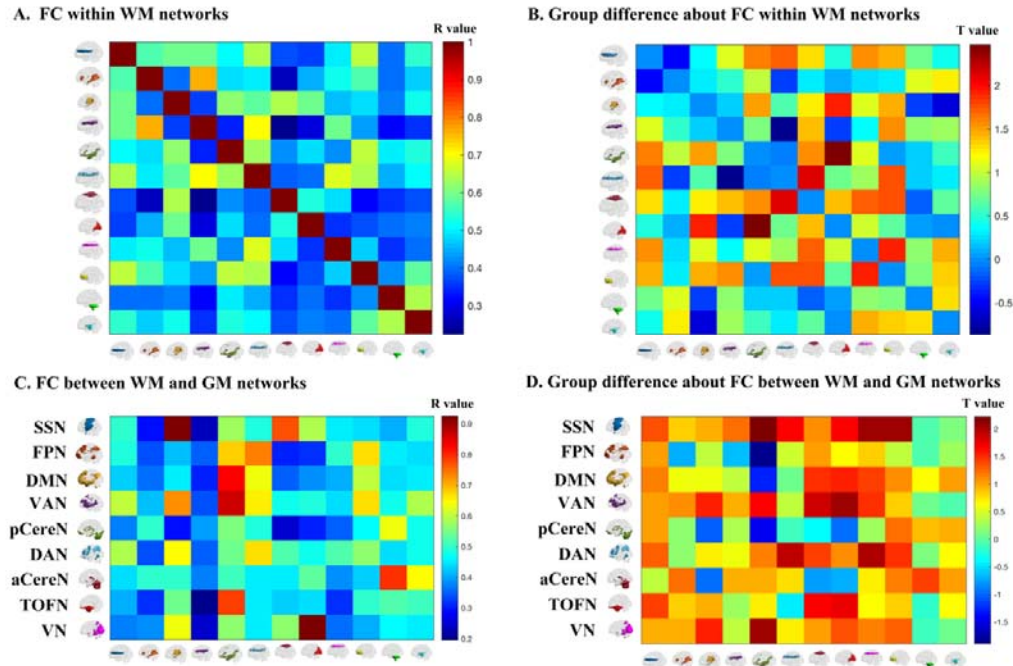 A. FC within WM networks
R value
1
0.9
0.8
0.7
0.6
0.5
0.4
0.3
B. Group difference about FC within WM networks
T value
2
1.5
1
0.5
0
-0.5
C. FC between WM and GM networks
R value
0.9
0.8
0.7
0.6
0.5
0.4
0.3
0.2
SSN
FPN
DMN
VAN
pCereN
DAN
aCereN
TOFN
VN
D. Group difference about FC between WM and GM networks
T value
2
1.5
1
0.5
0
-0.5
-1
-1.5
SSN
FPN
DMN
VAN
pCereN
DAN
aCereN
TOFN
VN